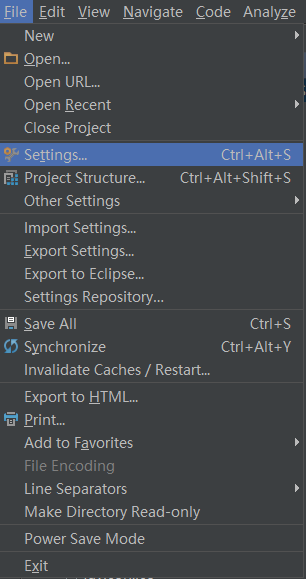 File Edit View Navigate Code Analyze
New
Open...
Open URL...
Open Recent
Close Project
Settings... Ctrl+Alt+S
Project Structure... Ctrl+Alt+Shift+S
Other Settings
Import Settings...
Export Settings...
Export to Eclipse...
Settings Repository...
Save All Ctrl+S
Synchronize Ctrl+Alt+Y
Invalidate Caches / Restart...
Export to HTML...
Print...
Add to Favorites
File Encoding
Line Separators
Make Directory Read-only
Power Save Mode
Exit